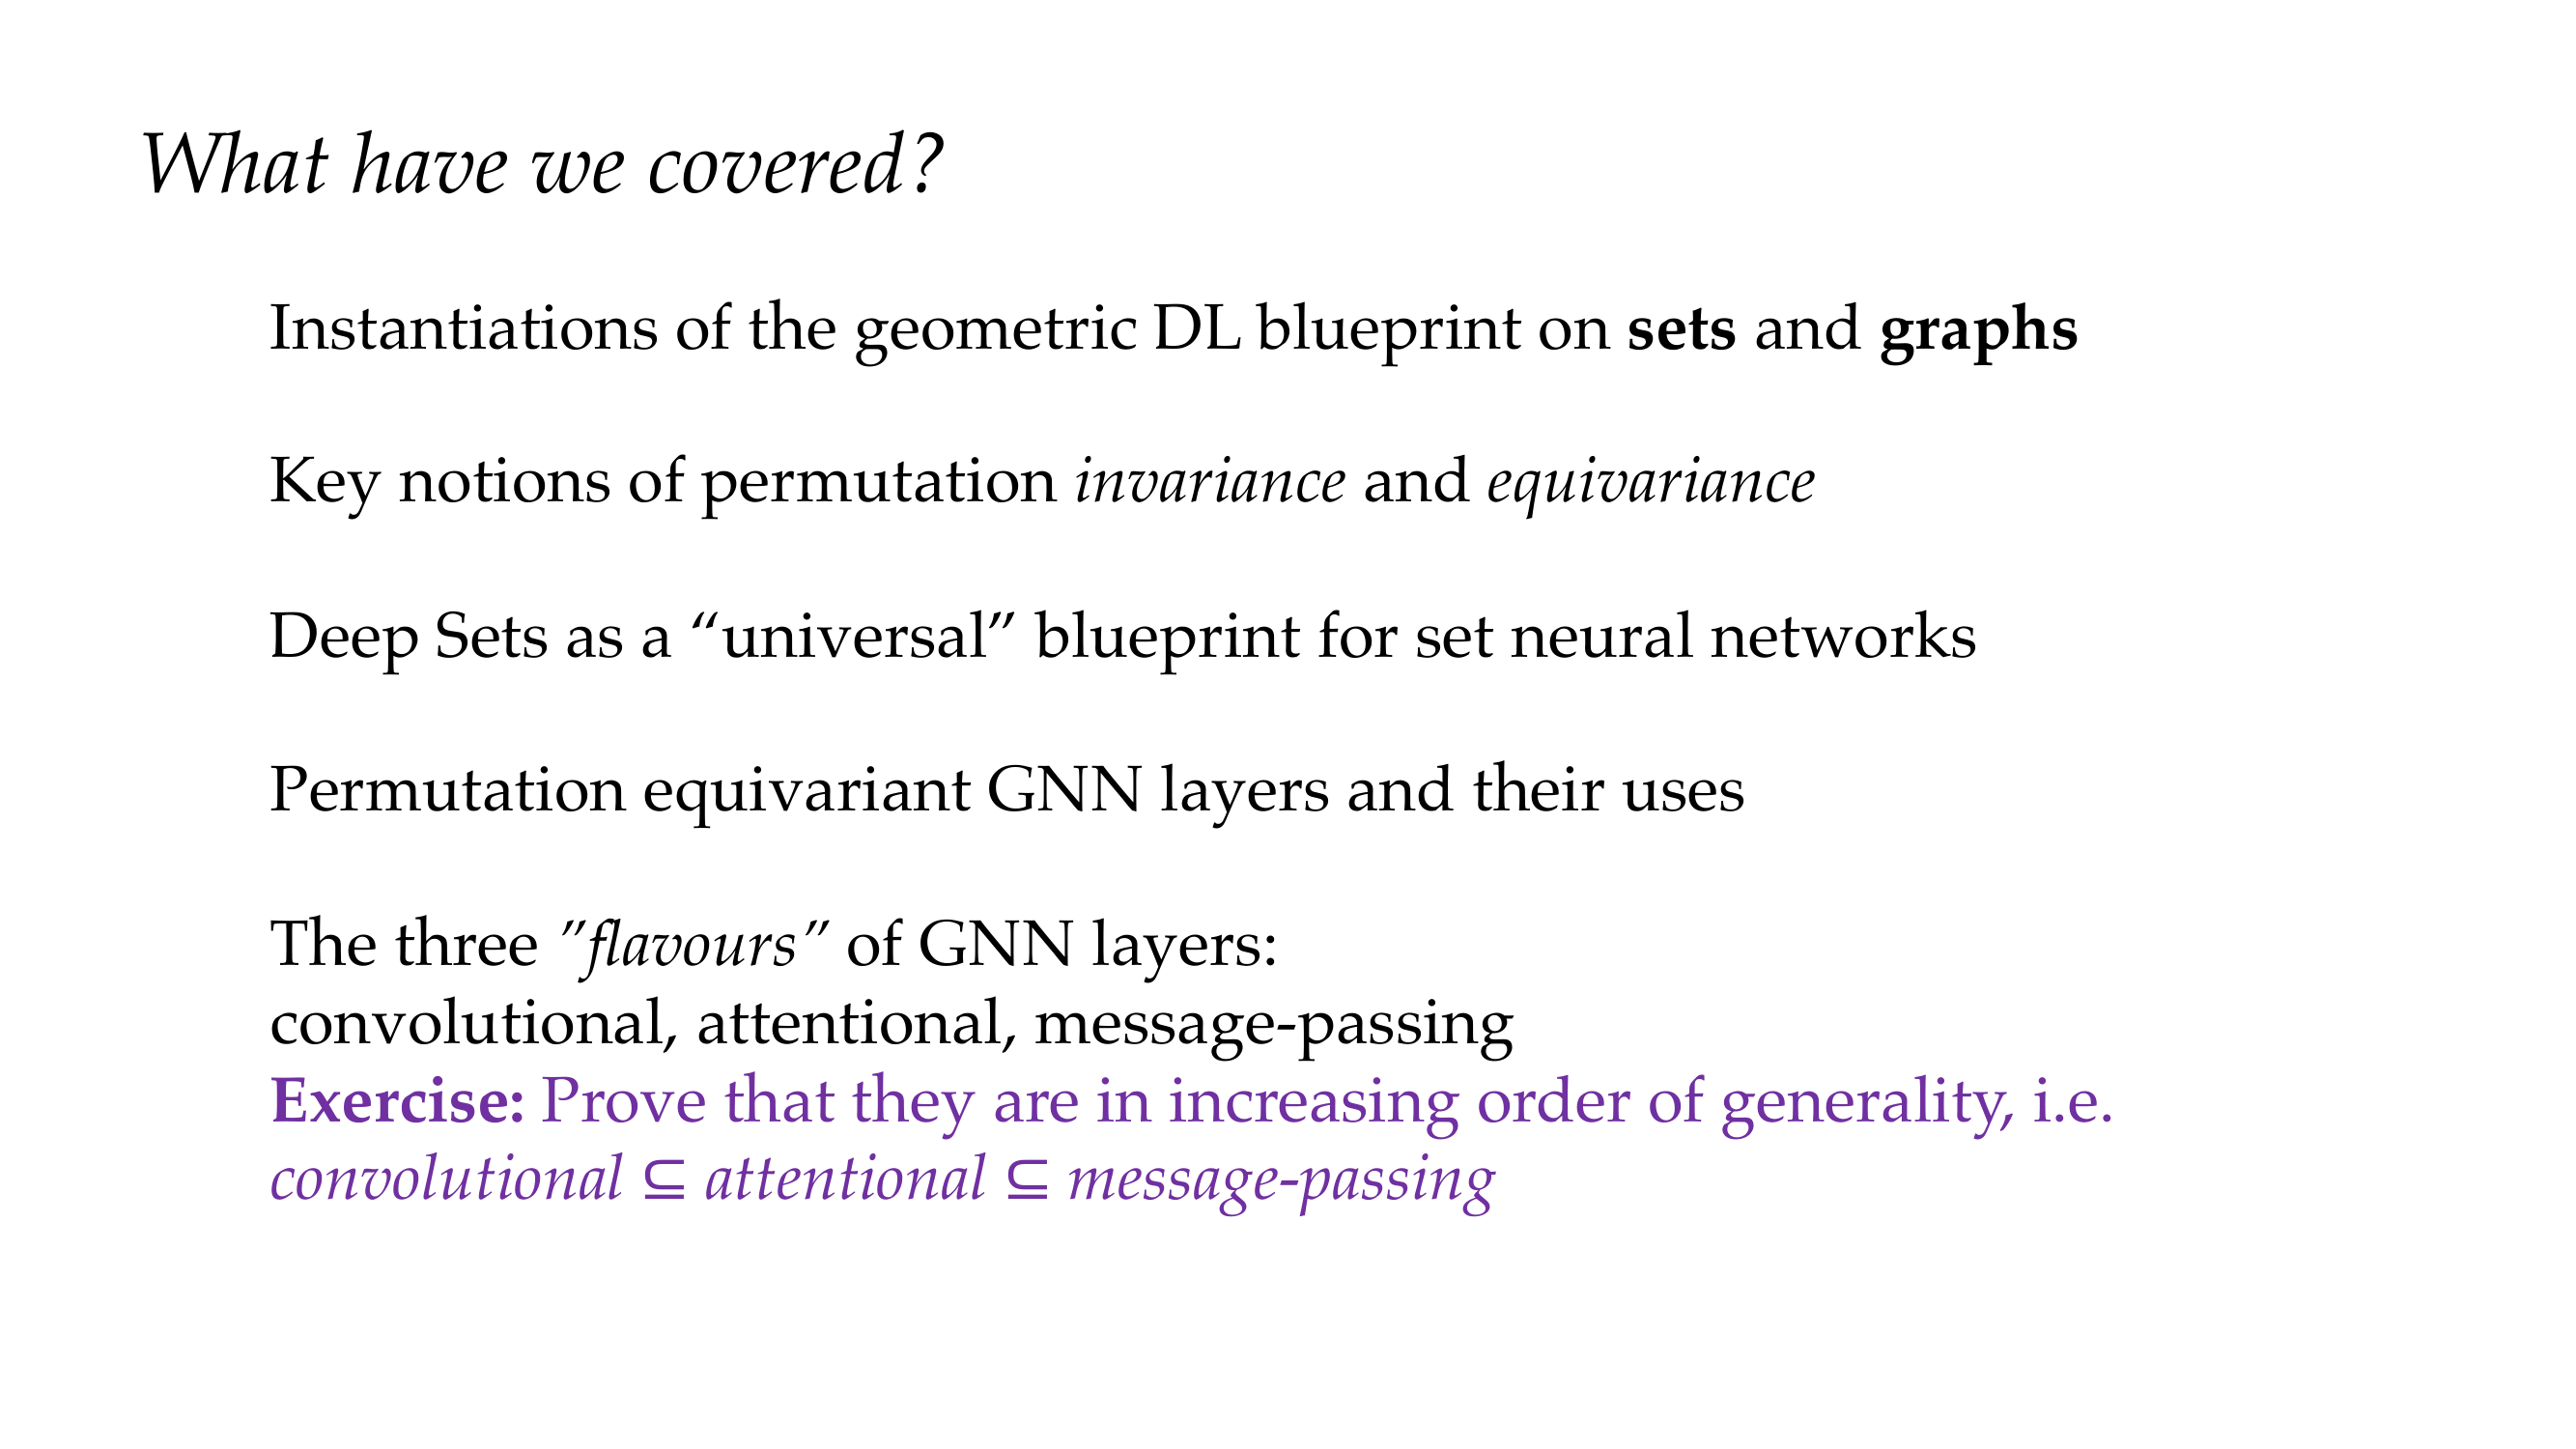 What have we covered?
Instantiations of the geometric DL blueprint on sets and graphs
Key notions of permutation invariance and equivariance
Deep Sets as a “universal” blueprint for set neural networks
Permutation equivariant GNN layers and their uses
The three ”flavours” of GNN layers:
convolutional, attentional, message-passing
Exercise: Prove that they are in increasing order of generality, i.e.
convolutional ⊆ attentional ⊆ message-passing